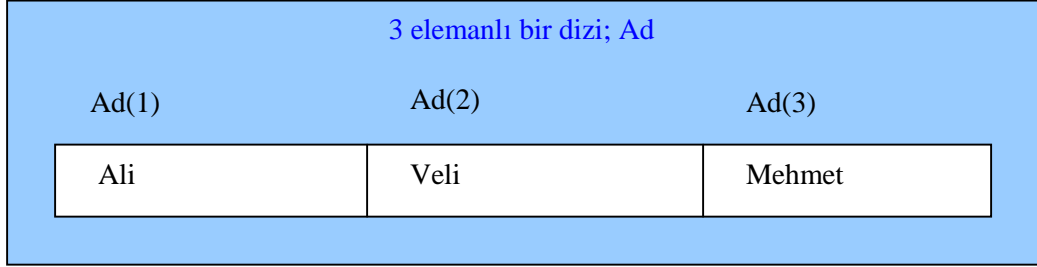 3 elemanlı bir dizi; Ad
Ad(1) Ad(2) Ad(3)
Ali Veli Mehmet